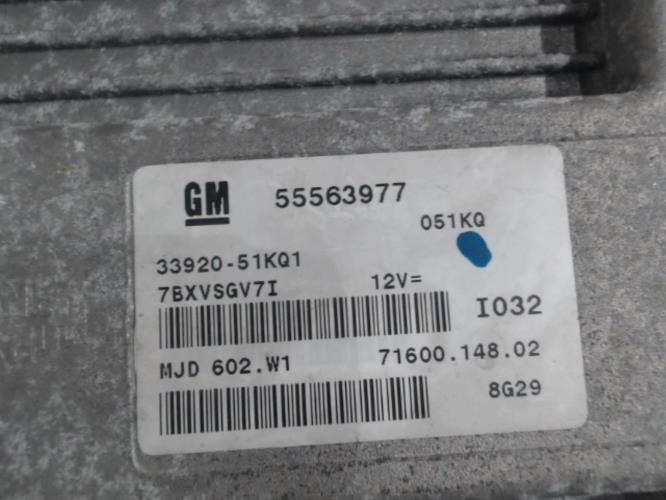 GM 55563977
051KQ
33920-51KQ1
7BXVSGV7I 12V=
I032
MJD 602.W1 71600.148.02
8G29